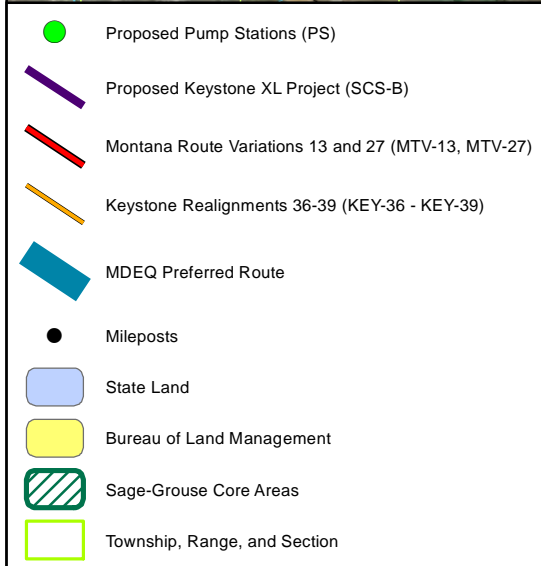 Proposed Pump Stations (PS)
Proposed Keystone XL Project (SCS-B)
Montana Route Variations 13 and 27 (MTV-13, MTV-27)
Keystone Realignments 36-39 (KEY-36 - KEY-39)
MDEQ Preferred Route
Mileposts
State Land
Bureau of Land Management
Sage-Grouse Core Areas
Township, Range, and Section